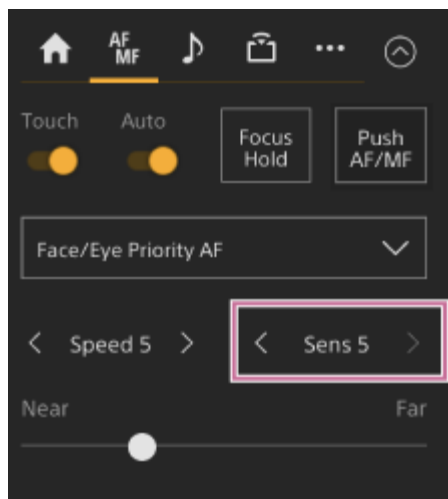 AF
MF
Touch Auto
Focus
Hold
Push
AF/MF
Face/Eye Priority AF
Speed 5
Sens 5
Near Far